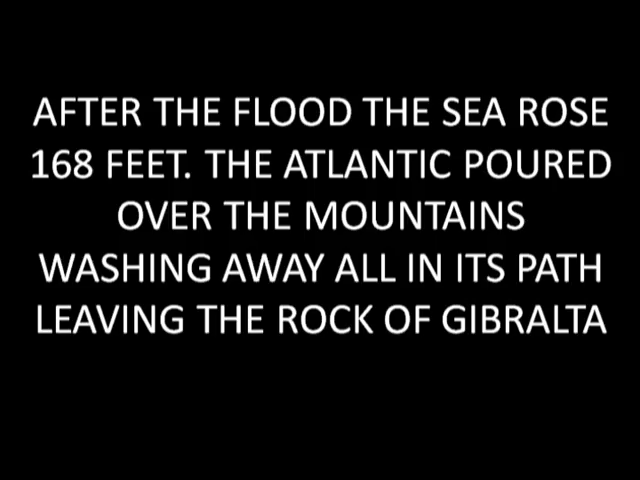 AFTER THE FLOOD THE SEA ROSE
168 FEET. THE ATLANTIC POURED
OVER THE MOUNTAINS
WASHING AWAY ALL IN ITS PATH
LEAVING THE ROCK OF GIBRALTA